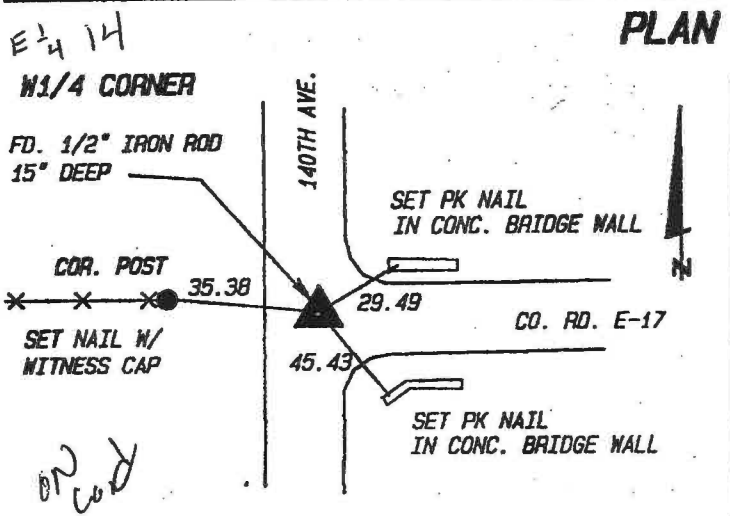 PLAN
E 1/4 14
W1/4 CORNER
FD. 1/2" IRON ROD
15" DEEP
140TH AVE.
SET PK NAIL
IN CONC. BRIDGE WALL
N
COR. POST
35.38
29.49
CO. RD. E-17
SET NAIL W/
WITNESS CAP
45.43
SET PK NAIL
IN CONC. BRIDGE WALL
ON